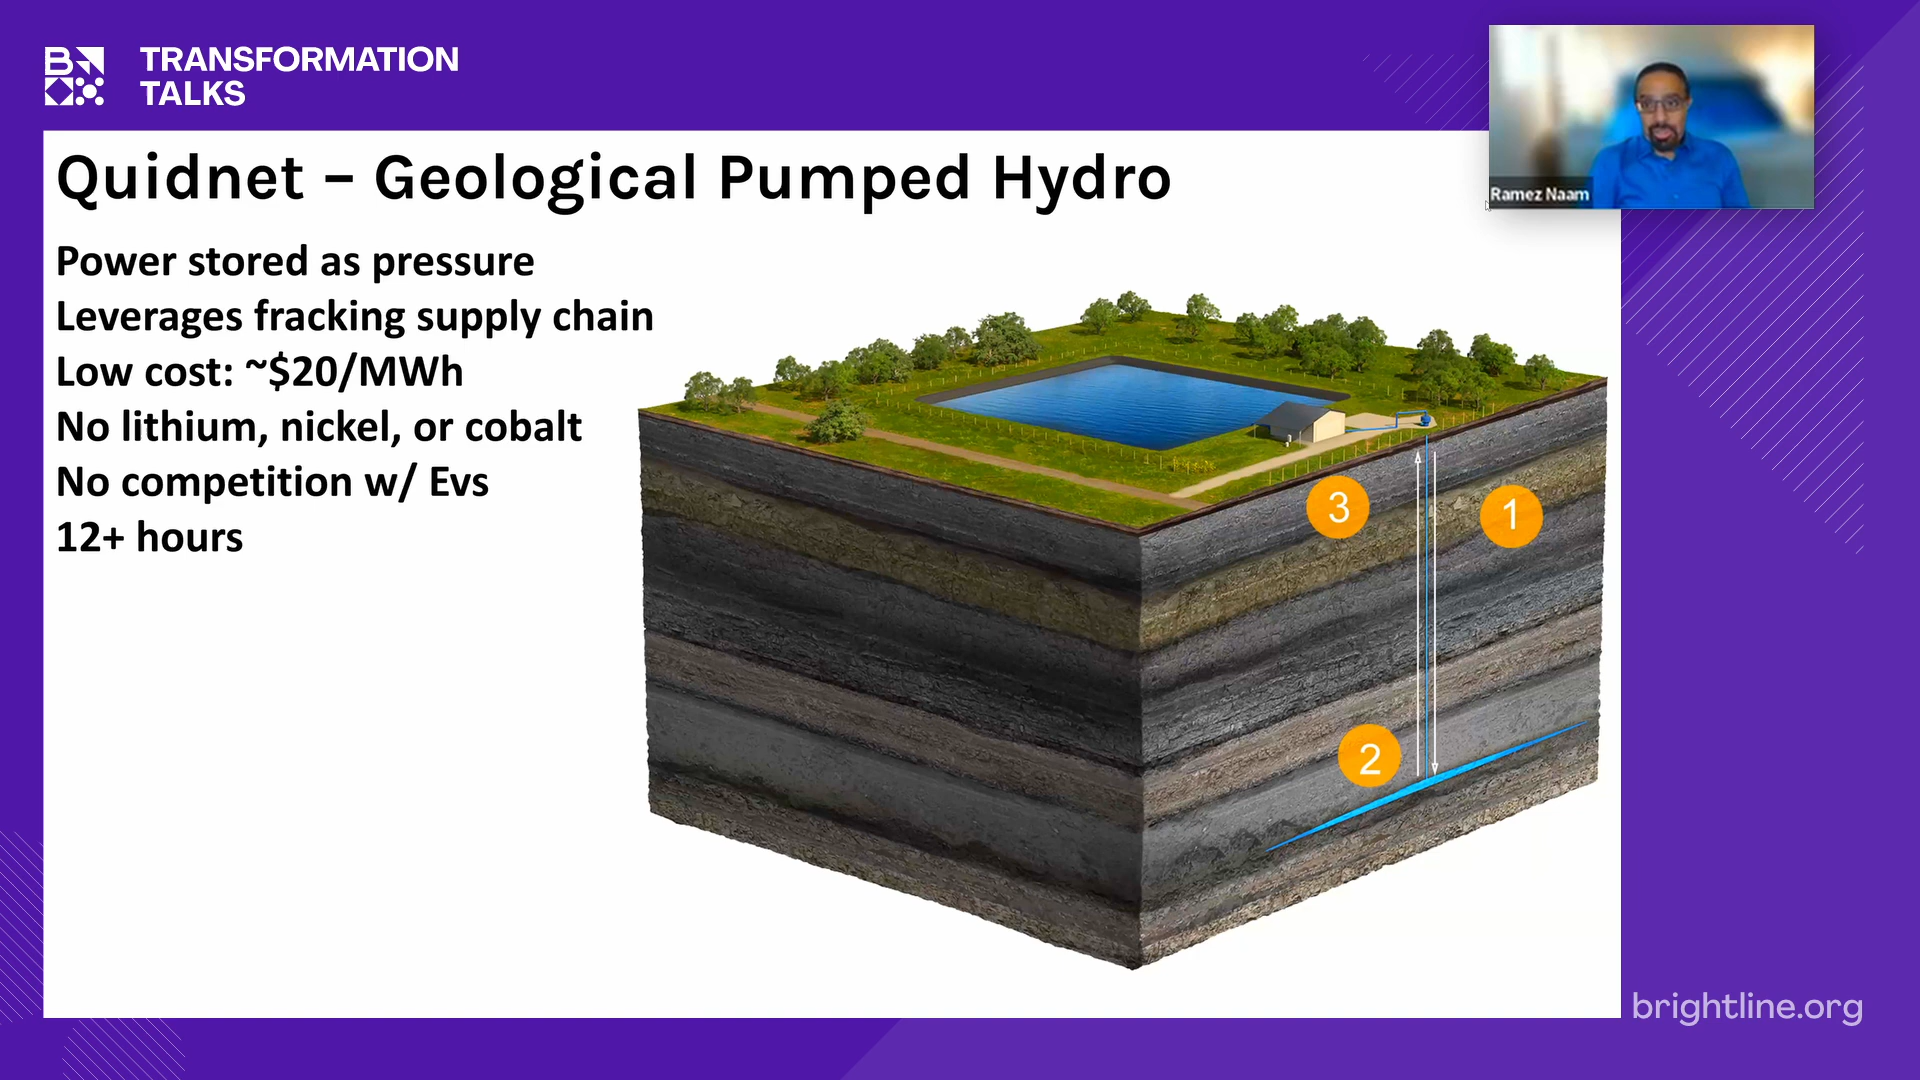 TRANSFORMATION
TALKS
Ramez Naam
Quidnet – Geological Pumped Hydro
Power stored as pressure
Leverages fracking supply chain
Low cost: ~$20/MWh
No lithium, nickel, or cobalt
No competition w/ Evs
12+ hours
3
1
2
brightline.org